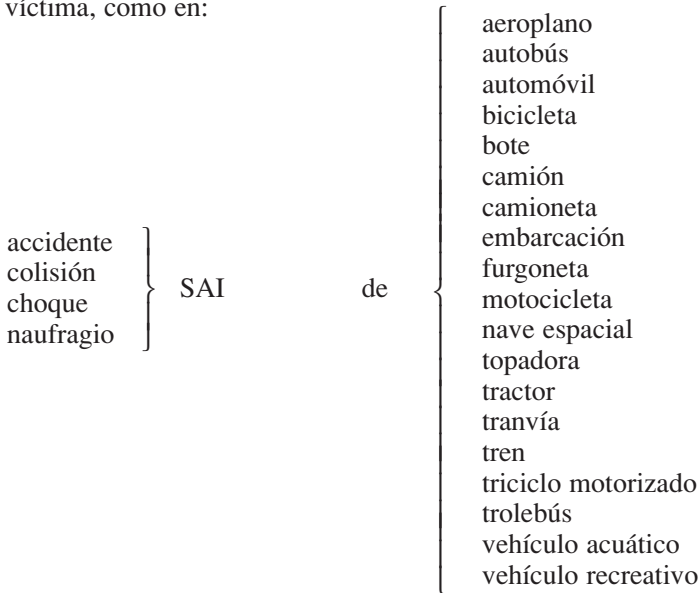 víctima, como en:
accidente
colisión
choque
naufragio
SAI
de
aeroplano
autobús
automóvil
bicicleta
bote
camión
camioneta
embarcación
furgoneta
motocicleta
nave espacial
topadora
tractor
tranvía
tren
triciclo motorizado
trolebús
vehículo acuático
vehículo recreativo